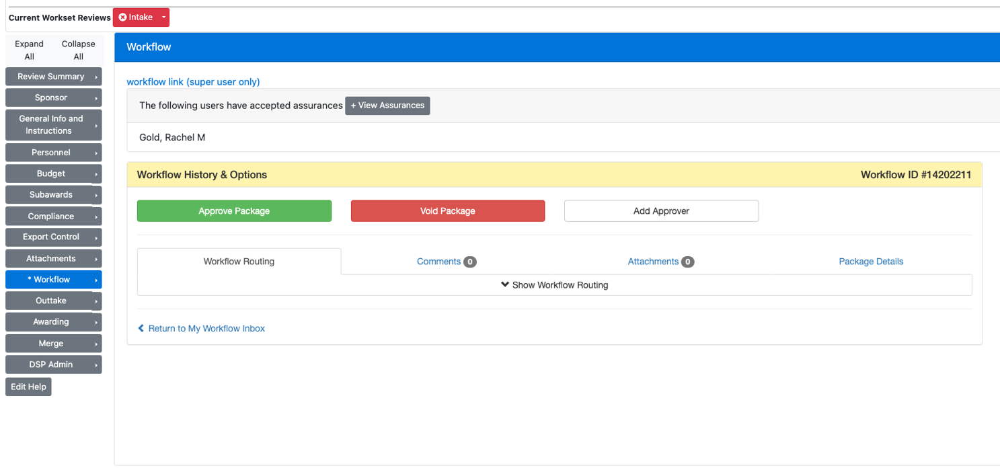 Current Workset Reviews Intake
Expand All
Collapse All
Review Summary
Sponsor
General Info and
Instructions
Personnel
Budget
Subawards
Compliance
Export Control
Attachments
* Workflow
Outtake
Awarding
Merge
DSP Admin
Edit Help
Workflow
workflow link (super user only)
The following users have accepted assurances + View Assurances
Gold, Rachel M
Workflow History & Options Workflow ID #14202211
Approve Package Void Package Add Approver
Workflow Routing Comments 0 Attachments 0 Package Details
Show Workflow Routing
Return to My Workflow Inbox